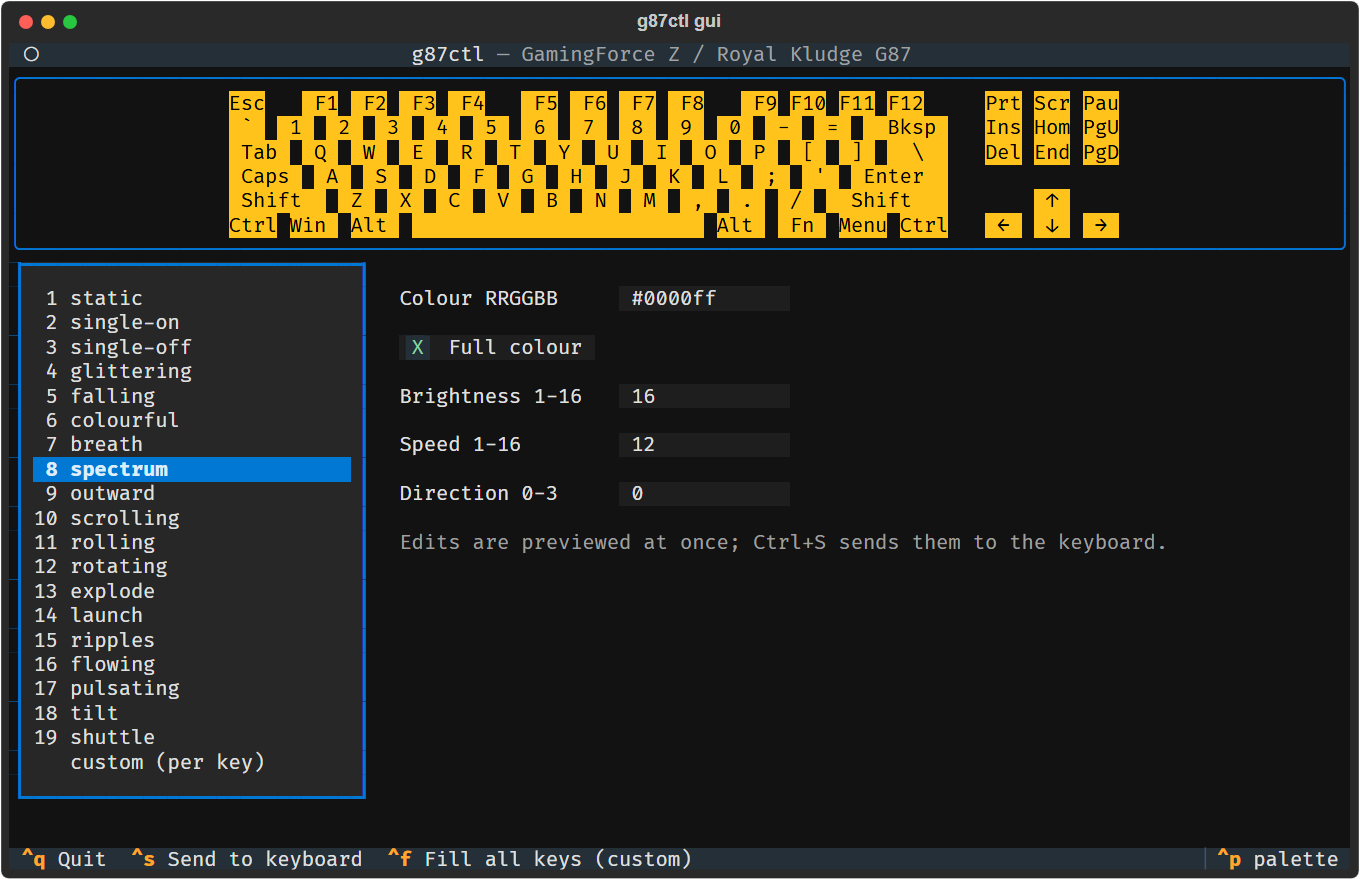 g87ctl gui
g87ctl — GamingForce Z / Royal Kludge G87
Esc F1 F2 F3 F4 F5 F6 F7 F8 F9 F10 F11 F12 Prt Scr Pau
` 1 2 3 4 5 6 7 8 9 0 - = Bksp Ins Hom PgU
Tab Q W E R T Y U I O P [ ] \ Del End PgD
Caps A S D F G H J K L ; ' Enter
Shift Z X C V B N M , . / Shift ↑
Ctrl Win Alt Alt Fn Menu Ctrl ← ↓ →
1 static
2 single-on
3 single-off
4 glittering
5 falling
6 colourful
7 breath
8 spectrum
9 outward
10 scrolling
11 rolling
12 rotating
13 explode
14 launch
15 ripples
16 flowing
17 pulsating
18 tilt
19 shuttle
custom (per key)
Colour RRGGBB #0000ff
X Full colour
Brightness 1-16 16
Speed 1-16 12
Direction 0-3 0
Edits are previewed at once; Ctrl+S sends them to the keyboard.
^q Quit ^s Send to keyboard ^f Fill all keys (custom) ^p palette